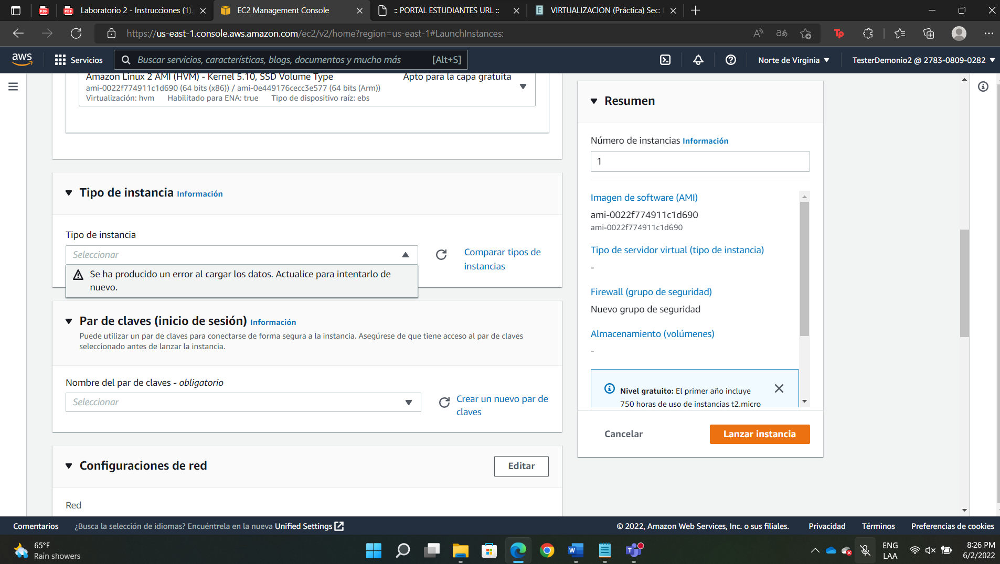 Laboratorio 2 - Instrucciones (1).p
EC2 Management Console
:: PORTAL ESTUDIANTES URL ::
VIRTUALIZACION (Práctica) Sec: (
https://us-east-1.console.aws.amazon.com/ec2/v2/home?region=us-east-1#LaunchInstances:
aws
Servicios
Buscar servicios, características, blogs, documentos y mucho más
[Alt+S]
Norte de Virginia
TesterDemonio2 @ 2783-0809-0282
Amazon Linux 2 AMI (HVM) - Kernel 5.10, SSD Volume Type
Apto para la capa gratuita
ami-0022f774911c1d690 (64 bits (x86)) / ami-0e449176cecc3e577 (64 bits (Arm))
Virtualización: hvm Habilitado para ENA: true Tipo de dispositivo raíz: ebs
Tipo de instancia Información
Tipo de instancia
Seleccionar
Comparar tipos de
instancias
Se ha producido un error al cargar los datos. Actualice para intentarlo de
nuevo.
Par de claves (inicio de sesión) Información
Puede utilizar un par de claves para conectarse de forma segura a la instancia. Asegúrese de que tiene acceso al par de claves
seleccionado antes de lanzar la instancia.
Nombre del par de claves - obligatorio
Seleccionar
Crear un nuevo par de
claves
Configuraciones de red
Editar
Red
Resumen
Número de instancias Información
1
Imagen de software (AMI)
ami-0022f774911c1d690
ami-0022f774911c1d690
Tipo de servidor virtual (tipo de instancia)
-
Firewall (grupo de seguridad)
Nuevo grupo de seguridad
Almacenamiento (volúmenes)
-
Nivel gratuito: El primer año incluye
750 horas de uso de instancias t2.micro
Cancelar
Lanzar instancia
Comentarios
¿Busca la selección de idiomas? Encuéntrela en la nueva Unified Settings
© 2022, Amazon Web Services, Inc. o sus filiales.
Privacidad
Términos
Preferencias de cookies
65°F
Rain showers
ENG
LAA
8:26 PM
6/2/2022